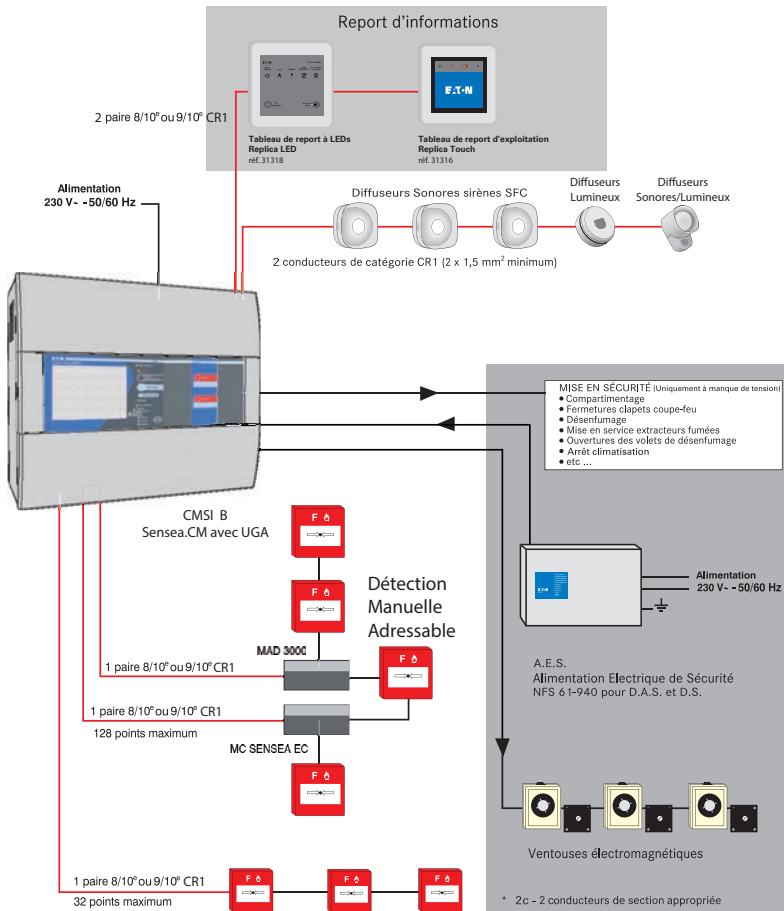 Report d'informations
E·T·N
2 paire 8/10e ou 9/10e CR1
Tableau de report à LEDs
Replica LED
réf. 31318
Tableau de report d'exploitation
Replica Touch
réf. 31316
Alimentation
230 V~ - 50/60 Hz
Diffuseurs Sonores sirènes SFC
Diffuseurs
Lumineux
Diffuseurs
Sonores/Lumineux
2 conducteurs de catégorie CR1 (2 x 1,5 mm² minimum)
MISE EN SÉCURITÉ (Uniquement à manque de tension)
• Compartimentage
• Fermetures clapets coupe-feu
• Désenfumage
• Mise en service extracteurs fumées
• Ouvertures des volets de désenfumage
• Arrêt climatisation
• etc ...
CMSI B
Sensea.CM avec UGA
F
F
Détection
Manuelle
Adressable
Alimentation
230 V~ - 50/60 Hz
A.E.S.
Alimentation Electrique de Sécurité
NFS 61-940 pour D.A.S. et D.S.
MAD 3000
F
1 paire 8/10e ou 9/10e CR1
1 paire 8/10e ou 9/10e CR1
128 points maximum
MC SENSEA EC
F
Ventouses électromagnétiques
1 paire 8/10e ou 9/10e CR1
32 points maximum
F
F
F
* 2c - 2 conducteurs de section appropriée